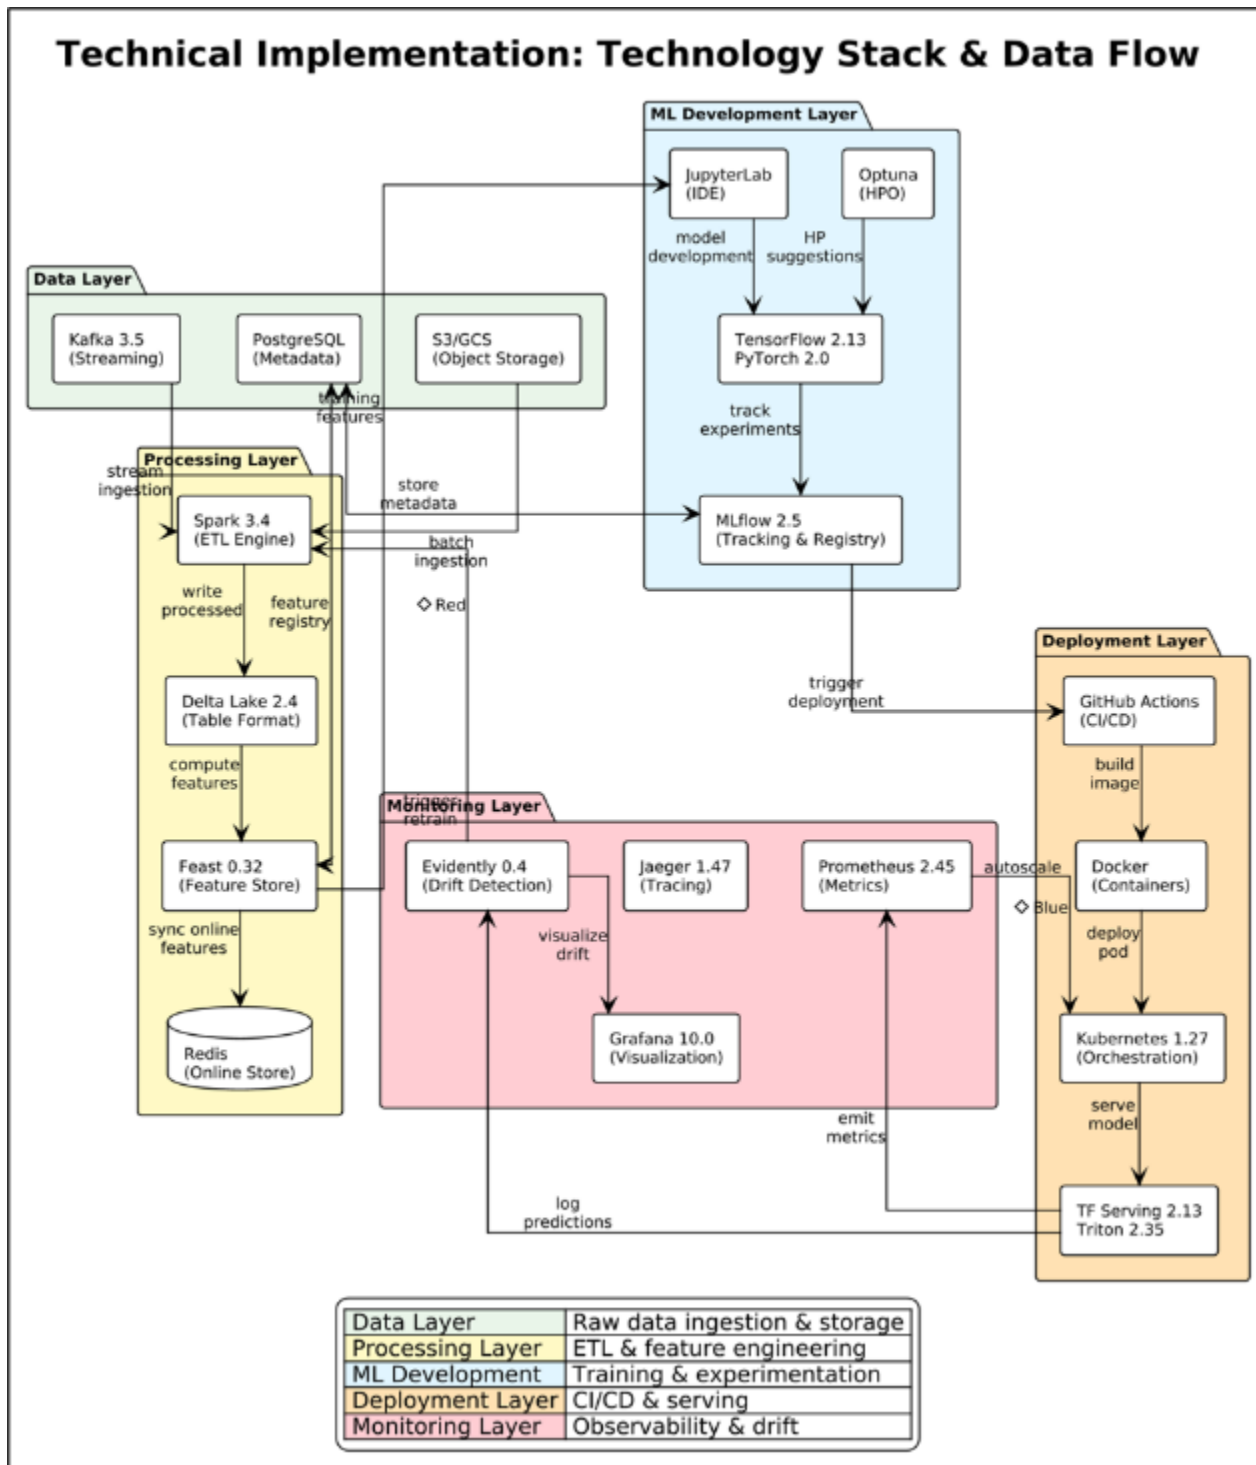 Technical Implementation: Technology Stack & Data Flow
ML Development Layer
JupyterLab
(IDE)
Optuna
(HPO)
model
development
HP
suggestions
Data Layer
Kafka 3.5
(Streaming)
PostgreSQL
(Metadata)
S3/GCS
(Object Storage)
TensorFlow 2.13
PyTorch 2.0
training
features
track
experiments
Processing Layer
stream
ingestion
Spark 3.4
(ETL Engine)
store
metadata
MLflow 2.5
(Tracking & Registry)
batch
ingestion
write
processed
feature
registry
◇ Red
Deployment Layer
Delta Lake 2.4
(Table Format)
trigger
deployment
GitHub Actions
(CI/CD)
compute
features
build
image
trigger
retrain
Monitoring Layer
Feast 0.32
(Feature Store)
Evidently 0.4
(Drift Detection)
Jaeger 1.47
(Tracing)
Prometheus 2.45
(Metrics)
autoscale
◇ Blue
Docker
(Containers)
sync online
features
visualize
drift
deploy
pod
Redis
(Online Store)
Grafana 10.0
(Visualization)
Kubernetes 1.27
(Orchestration)
emit
metrics
serve
model
log
predictions
TF Serving 2.13
Triton 2.35
Data Layer Raw data ingestion & storage
Processing Layer ETL & feature engineering
ML Development Training & experimentation
Deployment Layer CI/CD & serving
Monitoring Layer Observability & drift